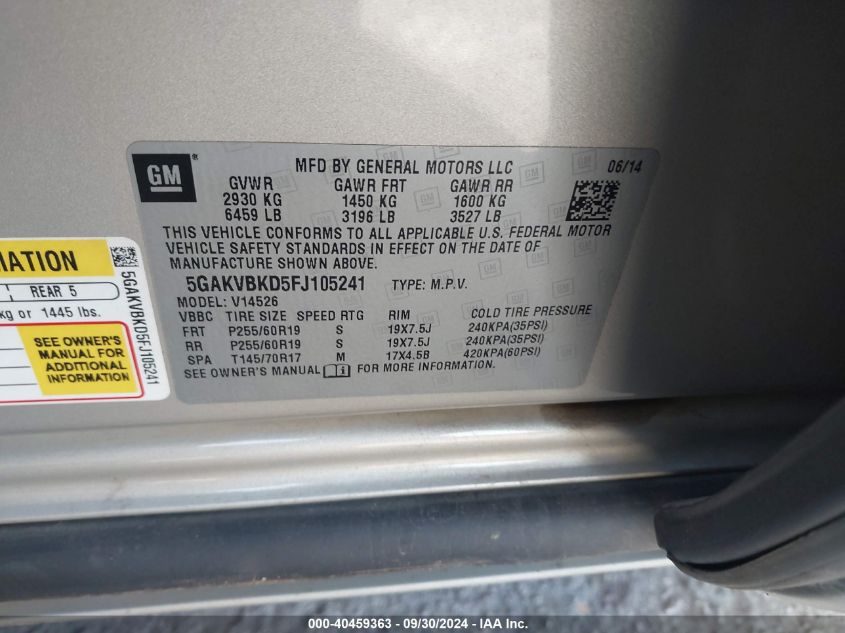 GM
®
MFD BY GENERAL MOTORS LLC 06/14
GVWR GAWR FRT GAWR RR
2930 KG 1450 KG 1600 KG
6459 LB 3196 LB 3527 LB
THIS VEHICLE CONFORMS TO ALL APPLICABLE U.S. FEDERAL MOTOR
VEHICLE SAFETY STANDARDS IN EFFECT ON THE DATE OF
MANUFACTURE SHOWN ABOVE.
5GAKVBKD5FJ105241 TYPE: M.P.V.
MODEL: V14526
VBBC TIRE SIZE SPEED RTG RIM COLD TIRE PRESSURE
FRT P255/60R19 S 19X7.5J 240KPA(35PSI)
RR P255/60R19 S 19X7.5J 240KPA(35PSI)
SPA T145/70R17 M 17X4.5B 420KPA(60PSI)
SEE OWNER'S MANUAL FOR MORE INFORMATION.
MATION
REAR 5
kg or 1445 lbs.
SEE OWNER'S
MANUAL FOR
ADDITIONAL
INFORMATION
5GAKVBKD5FJ105241
000-40459363 - 09/30/2024 - IAA Inc.